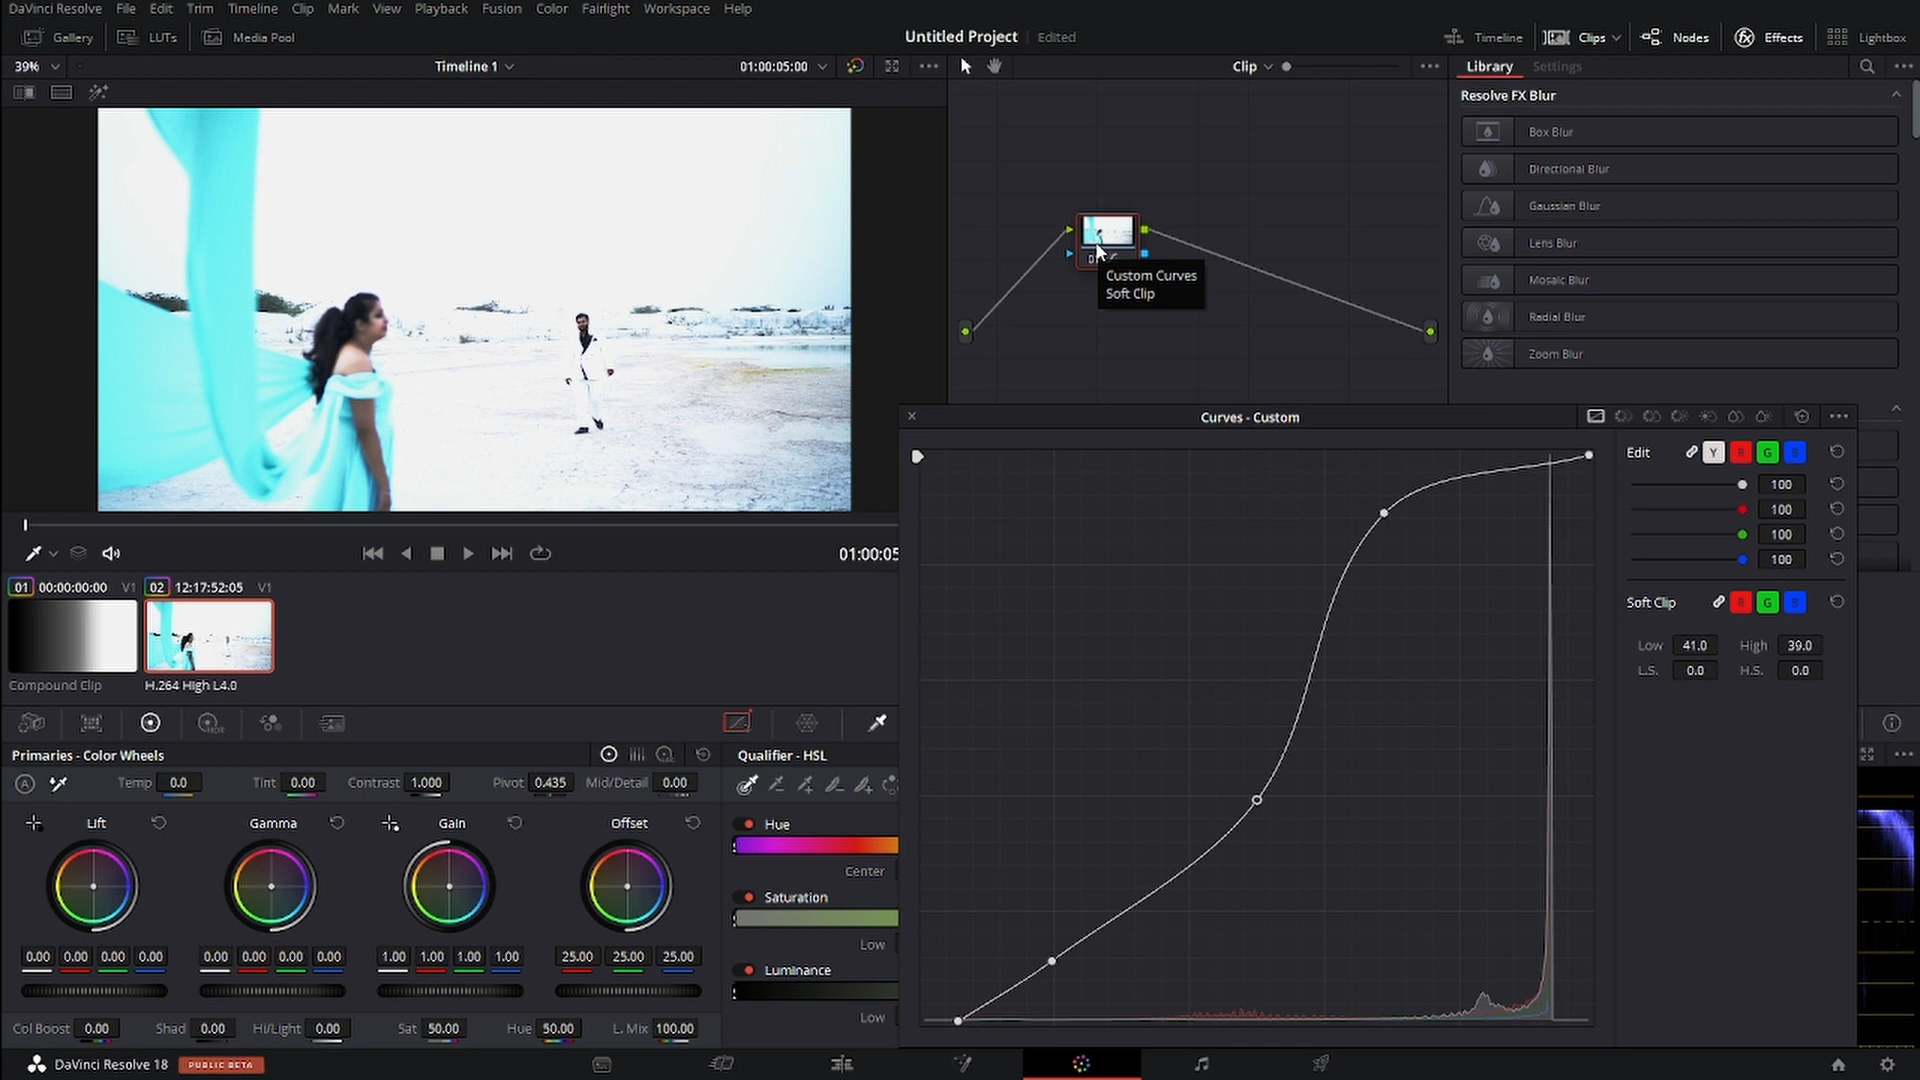 DaVinci Resolve File Edit Trim Timeline Clip Mark View Playback Fusion Color Fairlight Workspace Help
Gallery LUTs Media Pool Untitled Project Edited Timeline Clips Nodes Effects Lightbox
39% Timeline 1 01:00:05:00 Clip Library Settings
Resolve FX Blur
Box Blur
Directional Blur
Gaussian Blur
Lens Blur
Mosaic Blur
Radial Blur
Zoom Blur
Custom Curves
Soft Clip
Curves - Custom
Edit Y R G B
100
100
100
100
Soft Clip R G B
Low 41.0 High 39.0
L.S. 0.0 H.S. 0.0
01:00:05
01 00:00:00:00 V1 02 12:17:52:05 V1
Compound Clip H.264 High L4.0
HDR
Primaries - Color Wheels Qualifier - HSL
A Temp 0.0 Tint 0.00 Contrast 1.000 Pivot 0.435 Mid/Detail 0.00
Lift Gamma Gain Offset
0.00 0.00 0.00 0.00 0.00 0.00 0.00 0.00 1.00 1.00 1.00 1.00 25.00 25.00 25.00
Col Boost 0.00 Shad 0.00 Hi/Light 0.00 Sat 50.00 Hue 50.00 L. Mix 100.00
Hue
Center
Saturation
Low
Luminance
Low
DaVinci Resolve 18 PUBLIC BETA